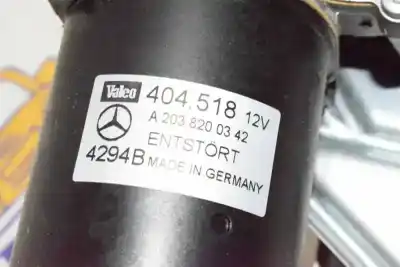 Valeo 404.518 12V
A 203 820 03 42
ENTSTÖRT
4294B MADE IN GERMANY